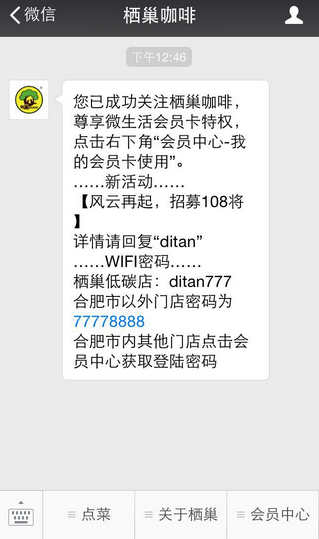 微信
栖巢咖啡
下午12:46
您已成功关注栖巢咖啡，
尊享微生活会员卡特权，
点击右下角“会员中心-我
的会员卡使用”。
……新活动……
【风云再起，招募108将
】
详情请回复“ditan”
……WIFI密码……
栖巢低碳店：ditan777
合肥市以外门店密码为
77778888
合肥市内其他门店点击会
员中心获取登陆密码
点菜
关于栖巢
会员中心